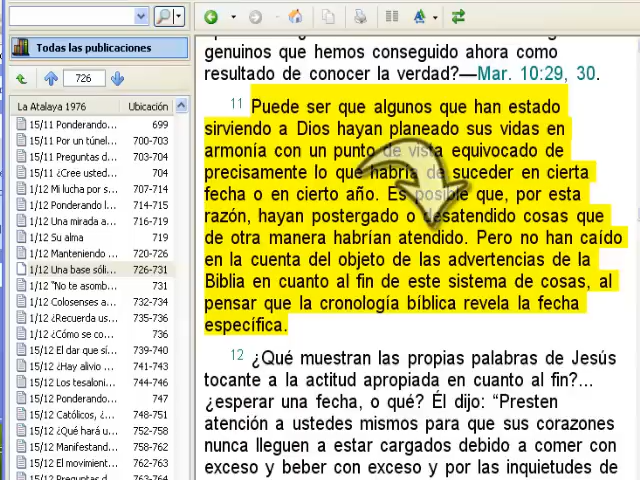 Todas las publicaciones
726
La Atalaya 1976 Ubicación
15/11 Ponderando... 699
15/11 Por un túnel... 700-703
15/11 Preguntas d... 703-704
15/11 ¿Cree usted... 704
1/12 Mi lucha por s... 707-714
1/12 Ponderando l... 714-715
1/12 Una mirada a... 716-719
1/12 Su alma 719
1/12 Manteniendo ... 720-726
1/12 Una base sóli... 726-731
1/12 "No te asomb... 731
1/12 Colosenses a... 732-734
1/12 ¿Recuerda us... 735-736
1/12 ¿Cómo se co... 736
15/12 El dar que sí... 739-740
15/12 ¿Hay alivio ... 741-743
15/12 Los tesaloni... 744-746
15/12 Ponderando ... 747
15/12 Católicos, ¿... 748-751
15/12 ¿Qué hará u... 752-758
15/12 Manifestand... 758-762
15/12 El movimient... 762-763
15/12 Preguntas d... 763-764
genuinos que hemos conseguido ahora como
resultado de conocer la verdad?—Mar. 10:29, 30.
11 Puede ser que algunos que han estado
sirviendo a Dios hayan planeado sus vidas en
armonía con un punto de vista equivocado de
precisamente lo que habría de suceder en cierta
fecha o en cierto año. Es posible que, por esta
razón, hayan postergado o desatendido cosas que
de otra manera habrían atendido. Pero no han caído
en la cuenta del objeto de las advertencias de la
Biblia en cuanto al fin de este sistema de cosas, al
pensar que la cronología bíblica revela la fecha
específica.
12 ¿Qué muestran las propias palabras de Jesús
tocante a la actitud apropiada en cuanto al fin?...
¿esperar una fecha, o qué? Él dijo: “Presten
atención a ustedes mismos para que sus corazones
nunca lleguen a estar cargados debido a comer con
exceso y beber con exceso y por las inquietudes de